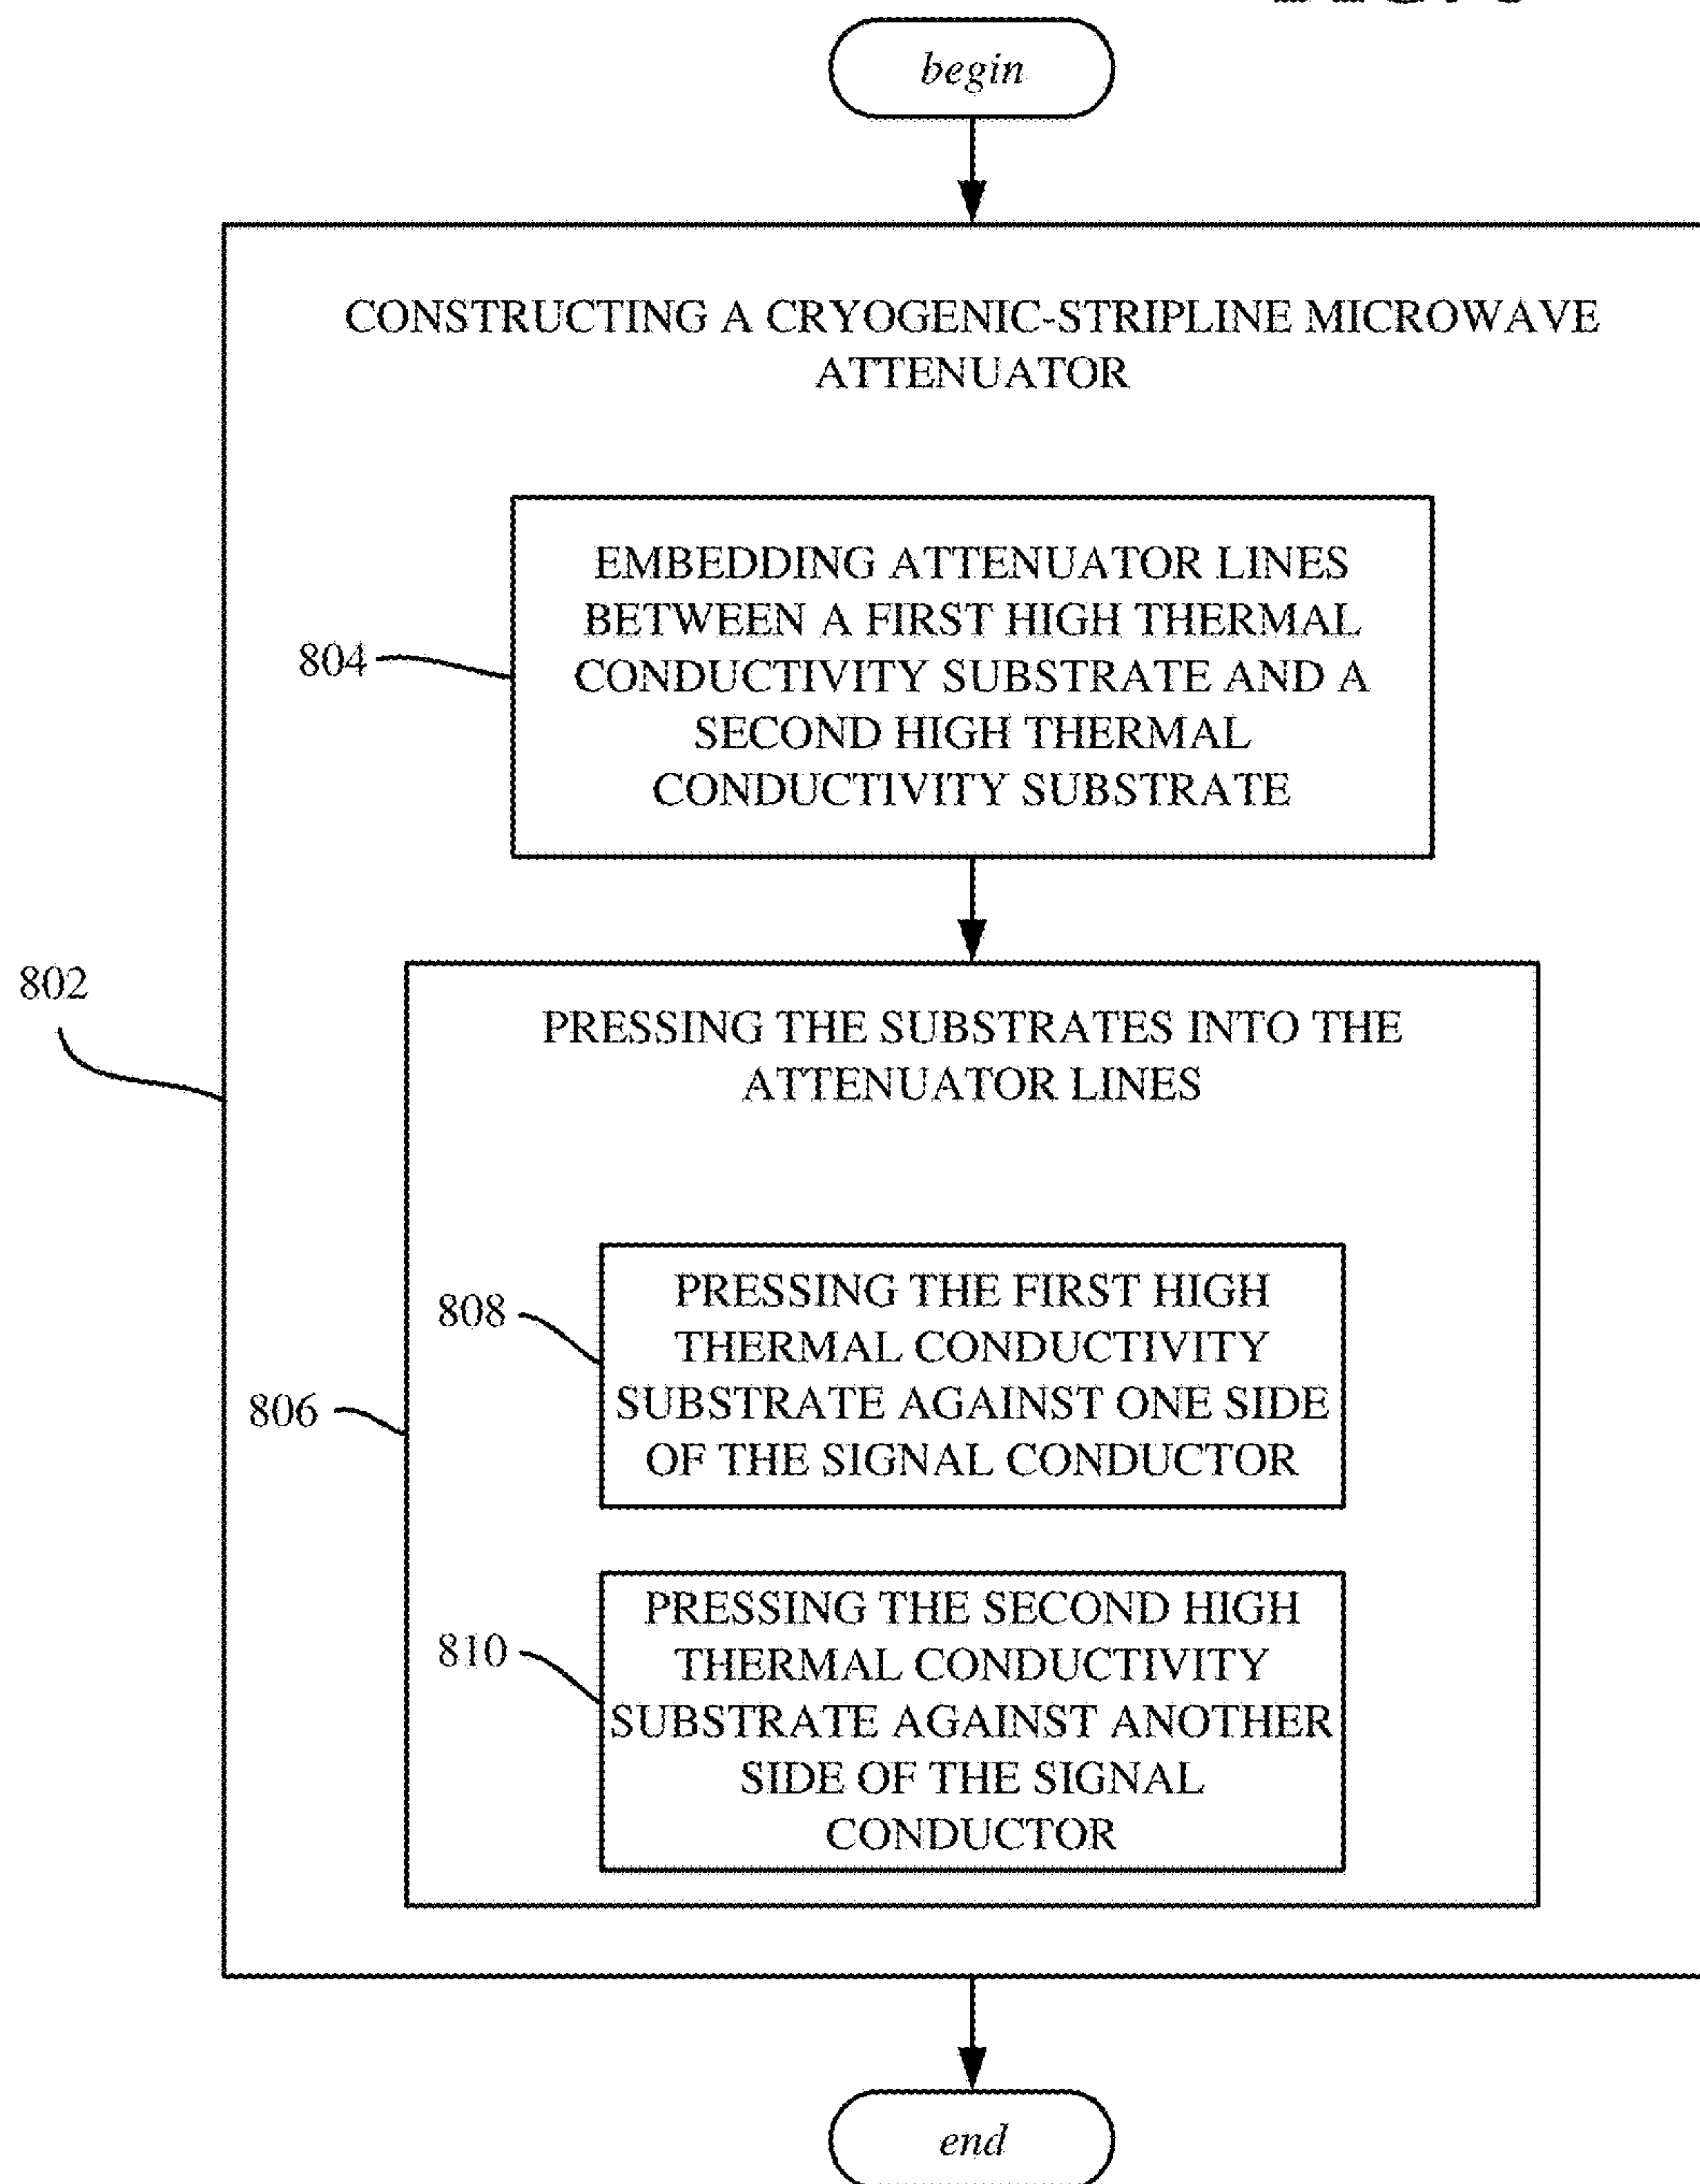 begin
CONSTRUCTING A CRYOGENIC-STRIPLINE MICROWAVE
ATTENUATOR
EMBEDDING ATTENUATOR LINES
BETWEEN A FIRST HIGH THERMAL
CONDUCTIVITY SUBSTRATE AND A
SECOND HIGH THERMAL
CONDUCTIVITY SUBSTRATE
804
802
PRESSING THE SUBSTRATES INTO THE
ATTENUATOR LINES
806
808
PRESSING THE FIRST HIGH
THERMAL CONDUCTIVITY
SUBSTRATE AGAINST ONE SIDE
OF THE SIGNAL CONDUCTOR
810
PRESSING THE SECOND HIGH
THERMAL CONDUCTIVITY
SUBSTRATE AGAINST ANOTHER
SIDE OF THE SIGNAL
CONDUCTOR
end